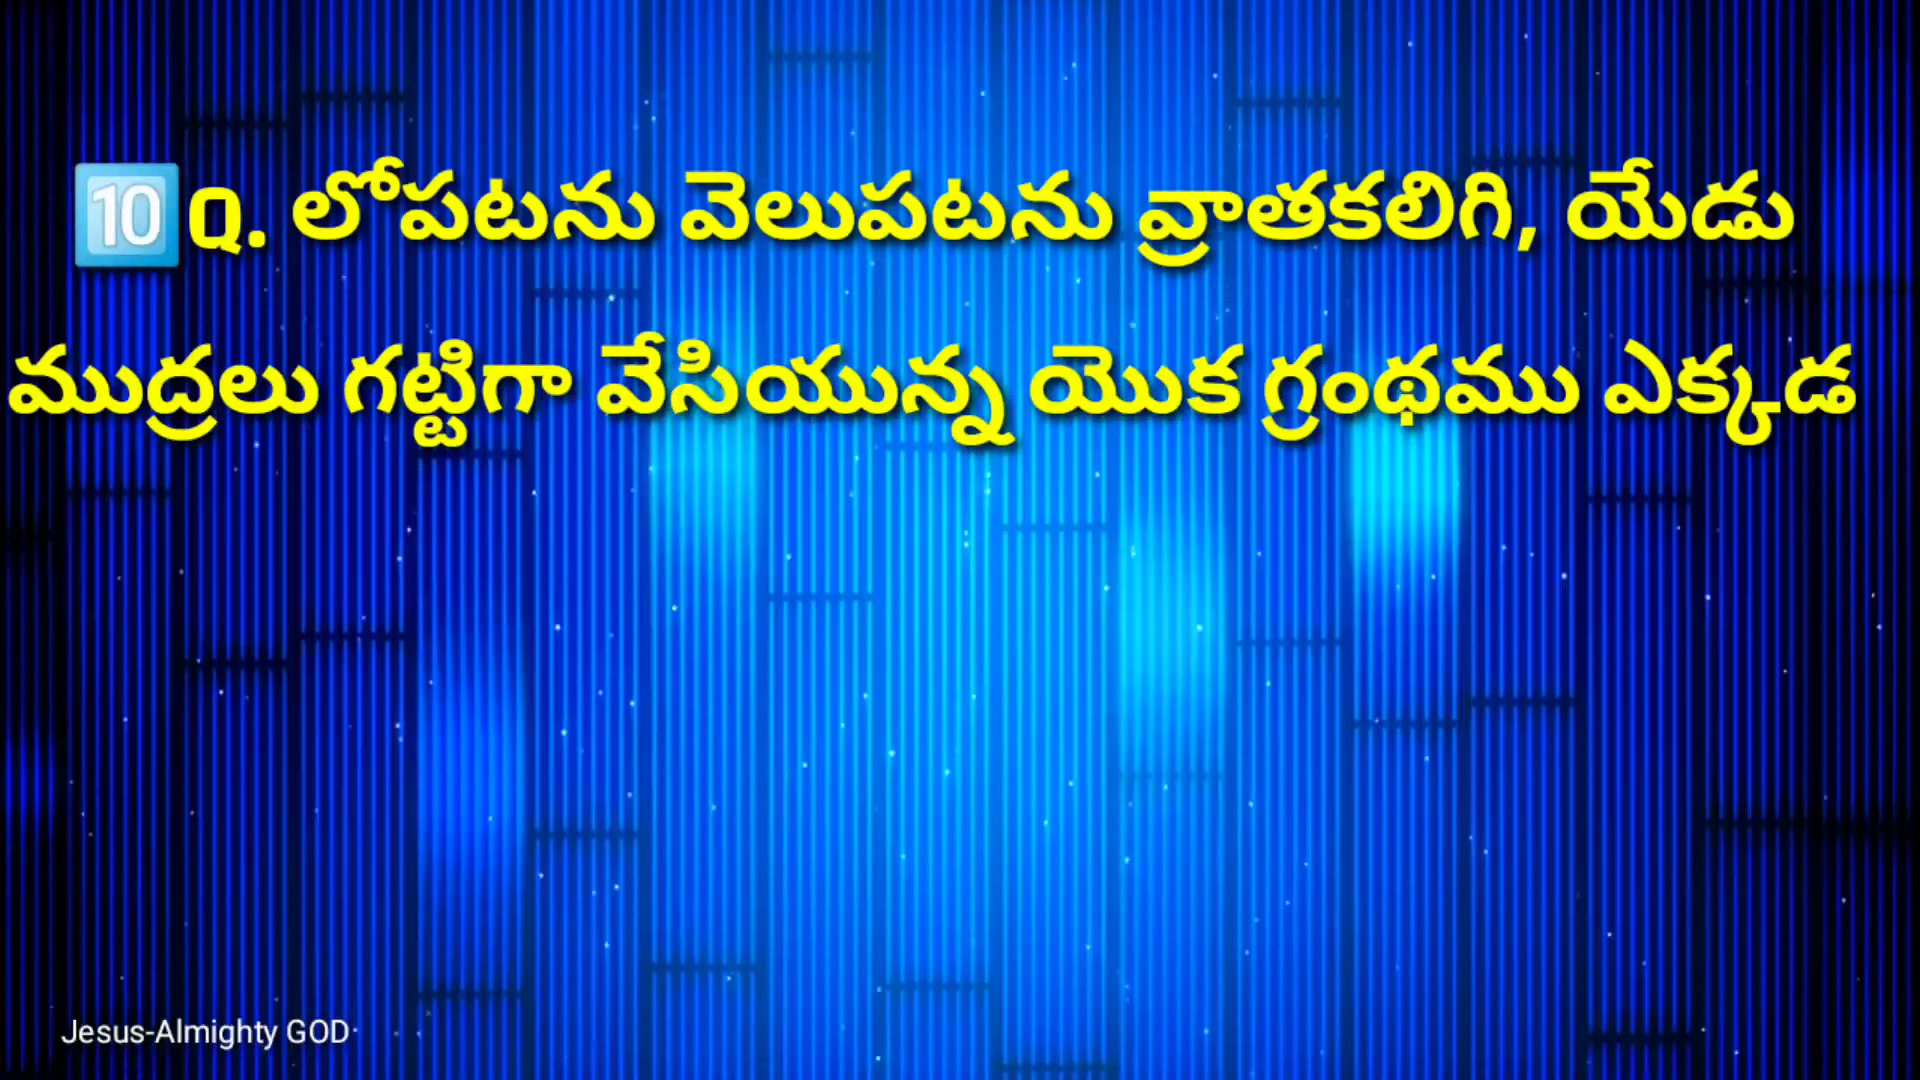 🔟Q. లోపటను వెలుపటను వ్రాతకలిగి, యేడు
ముద్రలు గట్టిగా వేసియున్న యొక గ్రంథము ఎక్కడ
Jesus-Almighty GOD